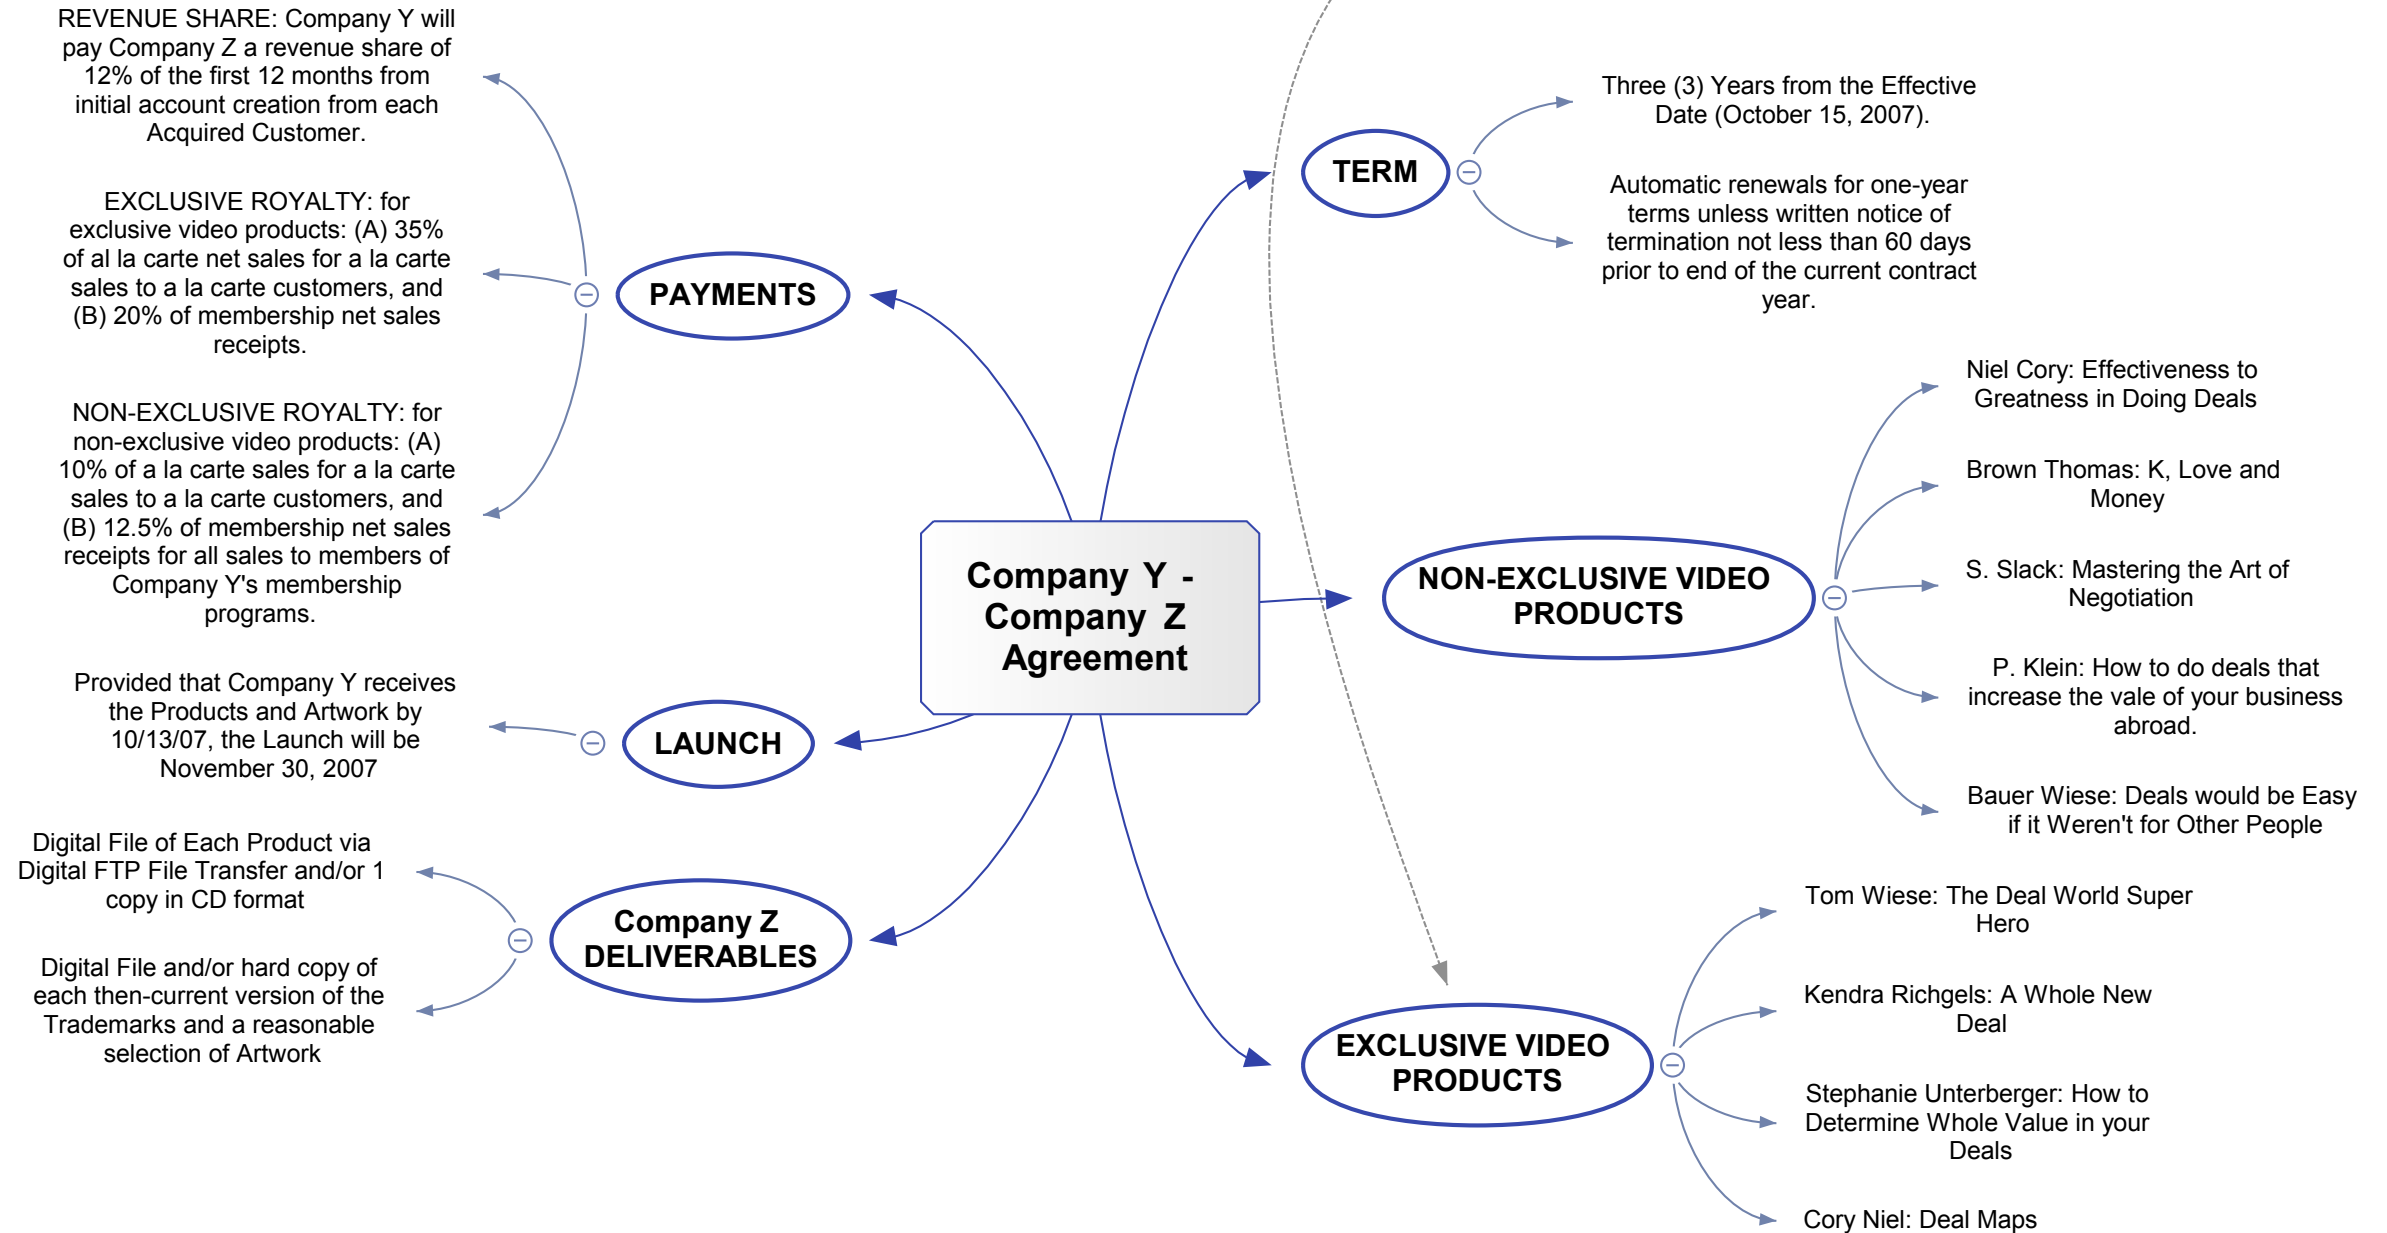 REVENUE SHARE: Company Y will
pay Company Z a revenue share of
12% of the first 12 months from
initial account creation from each
Acquired Customer.
EXCLUSIVE ROYALTY: for
exclusive video products: (A) 35%
of al la carte net sales for a la carte
sales to a la carte customers, and
(B) 20% of membership net sales
receipts.
NON-EXCLUSIVE ROYALTY: for
non-exclusive video products: (A)
10% of a la carte sales for a la carte
sales to a la carte customers, and
(B) 12.5% of membership net sales
receipts for all sales to members of
Company Y's membership
programs.
PAYMENTS
Provided that Company Y receives
the Products and Artwork by
10/13/07, the Launch will be
November 30, 2007
LAUNCH
Digital File of Each Product via
Digital FTP File Transfer and/or 1
copy in CD format
Digital File and/or hard copy of
each then-current version of the
Trademarks and a reasonable
selection of Artwork
Company Z
DELIVERABLES
Company Y -
Company Z
Agreement
TERM
Three (3) Years from the Effective
Date (October 15, 2007).
Automatic renewals for one-year
terms unless written notice of
termination not less than 60 days
prior to end of the current contract
year.
NON-EXCLUSIVE VIDEO
PRODUCTS
Niel Cory: Effectiveness to
Greatness in Doing Deals
Brown Thomas: K, Love and
Money
S. Slack: Mastering the Art of
Negotiation
P. Klein: How to do deals that
increase the vale of your business
abroad.
Bauer Wiese: Deals would be Easy
if it Weren't for Other People
EXCLUSIVE VIDEO
PRODUCTS
Tom Wiese: The Deal World Super
Hero
Kendra Richgels: A Whole New
Deal
Stephanie Unterberger: How to
Determine Whole Value in your
Deals
Cory Niel: Deal Maps